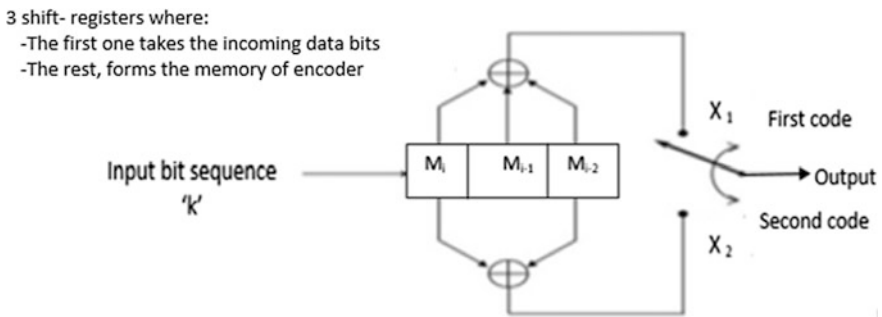 3 shift- registers where:
-The first one takes the incoming data bits
-The rest, forms the memory of encoder
X₁ First code
Input bit sequence
Mᵢ Mᵢ₋₁ Mᵢ₋₂
Output
'k'
Second code
X₂